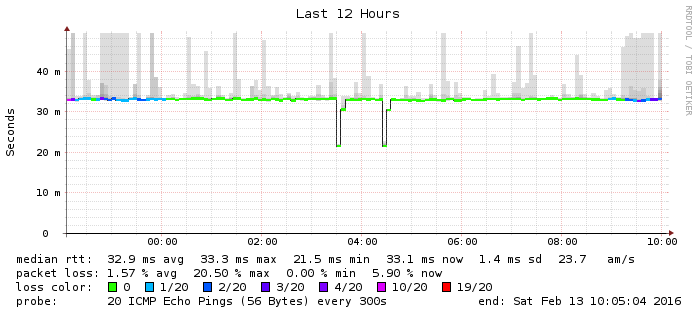 Last 12 Hours
RRDTOOL / TOBI OETIKER
Seconds
40 m
30 m
20 m
10 m
0
00:00 02:00 04:00 06:00 08:00 10:00
median rtt: 32.9 ms avg 33.3 ms max 21.5 ms min 33.1 ms now 1.4 ms sd 23.7 am/s
packet loss: 1.57 % avg 20.50 % max 0.00 % min 5.90 % now
loss color: 0 1/20 2/20 3/20 4/20 10/20 19/20
probe: 20 ICMP Echo Pings (56 Bytes) every 300s end: Sat Feb 13 10:05:04 2016